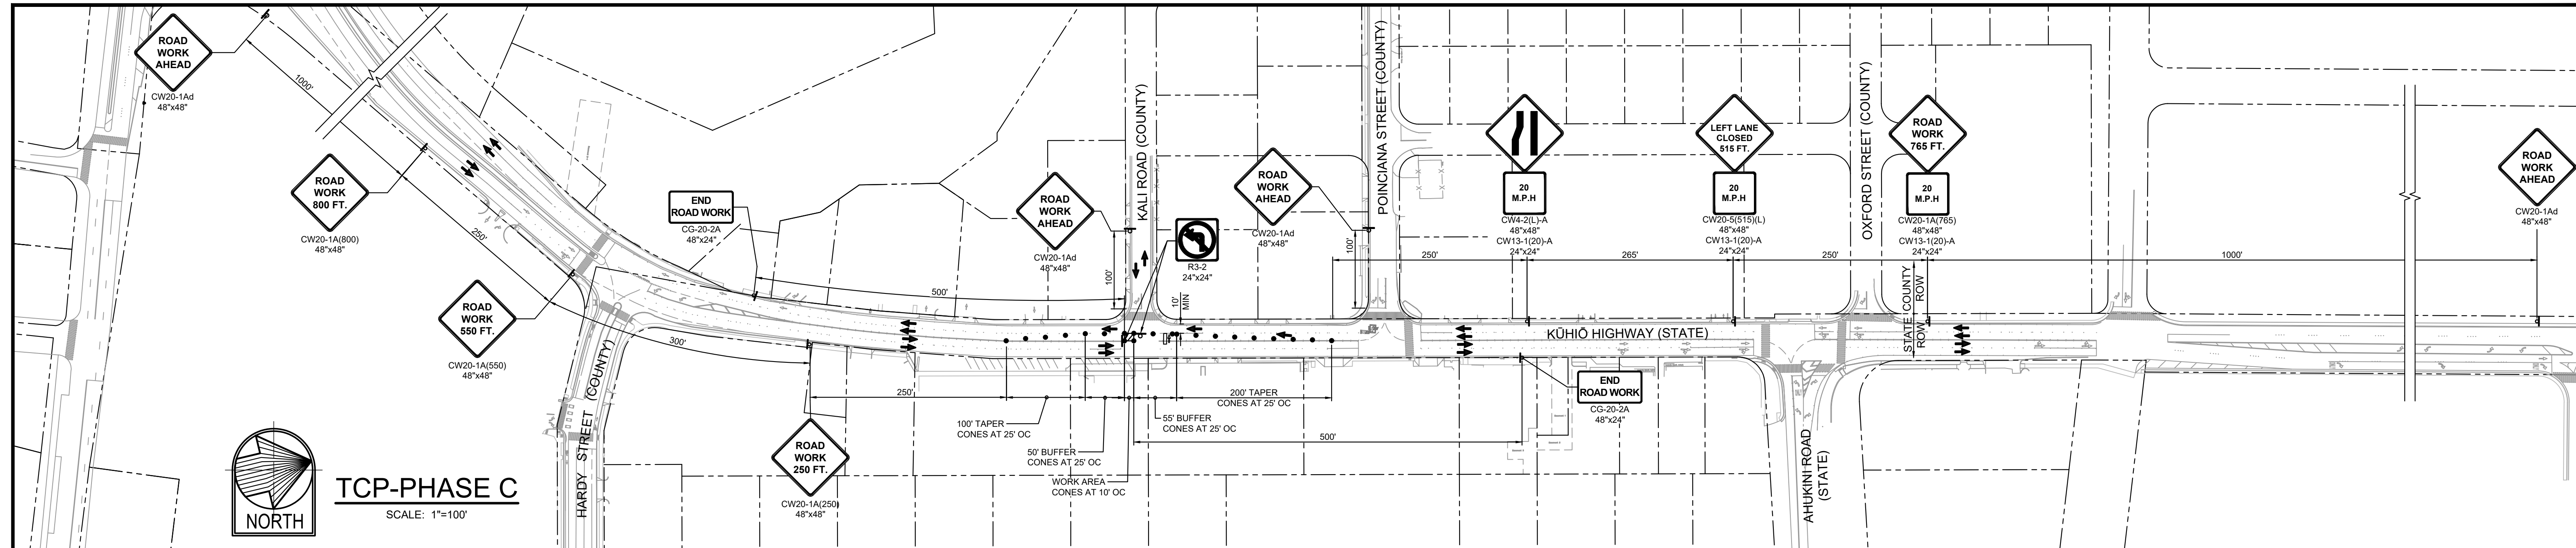 ROAD
WORK
AHEAD
CW20-1Ad
48"x48"
1000'
ROAD
WORK
800 FT.
CW20-1A(800)
48"x48"
250'
ROAD
WORK
550 FT.
CW20-1A(550)
48"x48"
300'
END
ROAD WORK
CG-20-2A
48"x24"
500'
ROAD
WORK
AHEAD
CW20-1Ad
48"x48"
100'
KALI ROAD (COUNTY)
R3-2
24"x24"
10'
MIN
ROAD
WORK
AHEAD
CW20-1Ad
48"x48"
100'
POINCIANA STREET (COUNTY)
20
M.P.H
CW4-2(L)-A
48"x48"
CW13-1(20)-A
24"x24"
250'
LEFT LANE
CLOSED
515 FT.
20
M.P.H
CW20-5(515)(L)
48"x48"
CW13-1(20)-A
24"x24"
265'
OXFORD STREET (COUNTY)
ROAD
WORK
765 FT.
20
M.P.H
CW20-1A(765)
48"x48"
CW13-1(20)-A
24"x24"
250'
STATE COUNTY
ROW ROW
1000'
ROAD
WORK
AHEAD
CW20-1Ad
48"x48"
KŪHIŌ HIGHWAY (STATE)
HARDY STREET (COUNTY)
250'
ROAD
WORK
250 FT.
CW20-1A(250)
48"x48"
100' TAPER
CONES AT 25' OC
50' BUFFER
CONES AT 25' OC
WORK AREA
CONES AT 10' OC
55' BUFFER
CONES AT 25' OC
200' TAPER
CONES AT 25' OC
500'
END
ROAD WORK
CG-20-2A
48"x24"
AHUKINI ROAD
(STATE)
NORTH
TCP-PHASE C
SCALE: 1"=100'